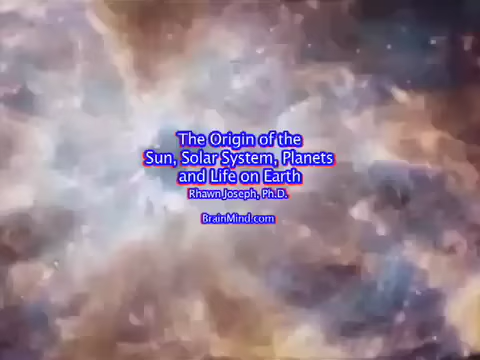 The Origin of the
Sun, Solar System, Planets
and Life on Earth
Rhawn Joseph, Ph.D.
BrainMind.com